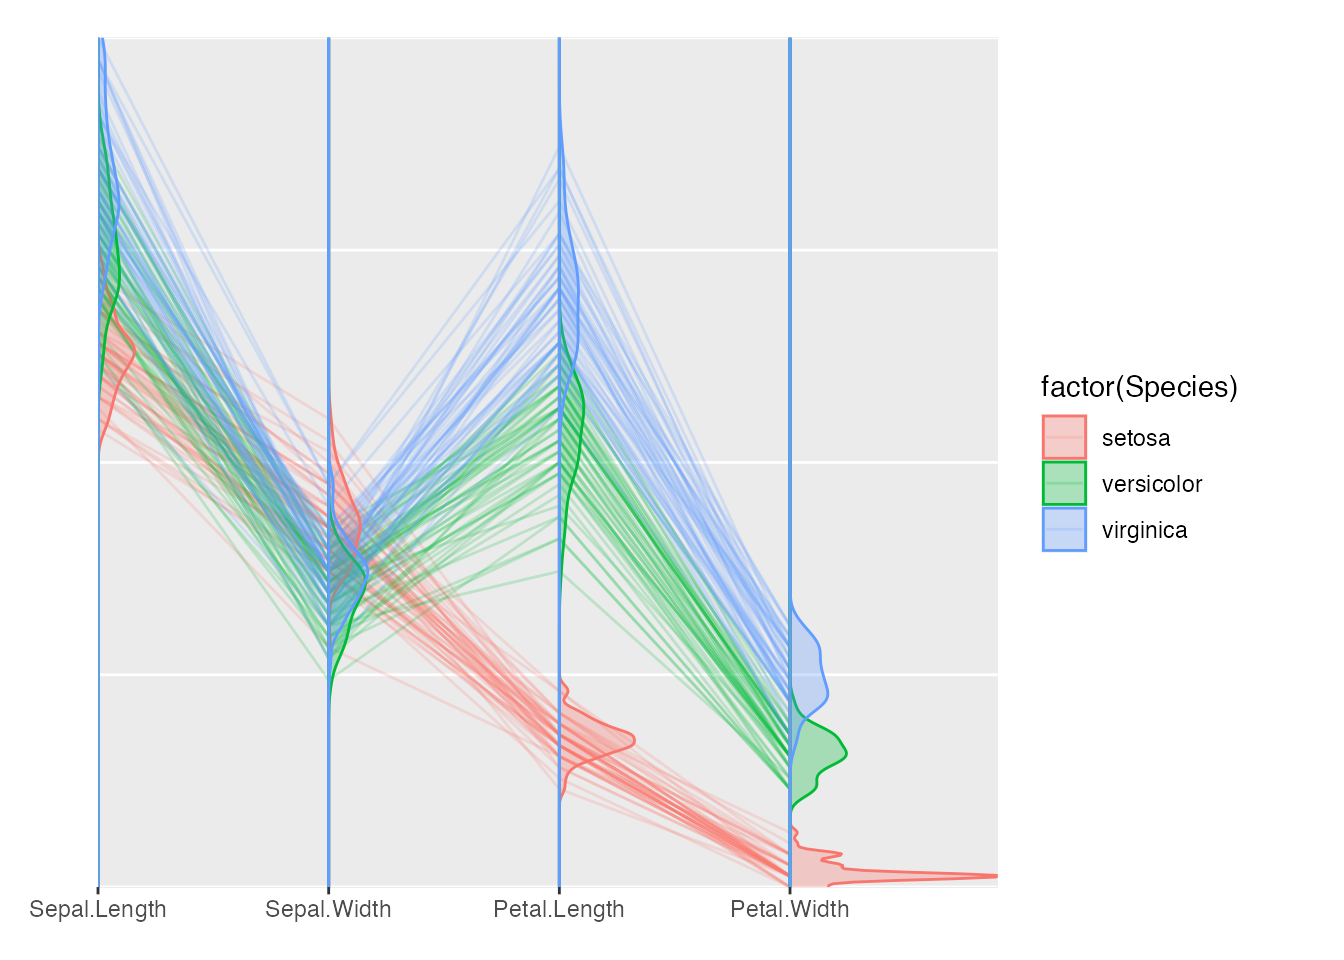 factor(Species)
setosa
versicolor
virginica
Sepal.Length Sepal.Width Petal.Length Petal.Width